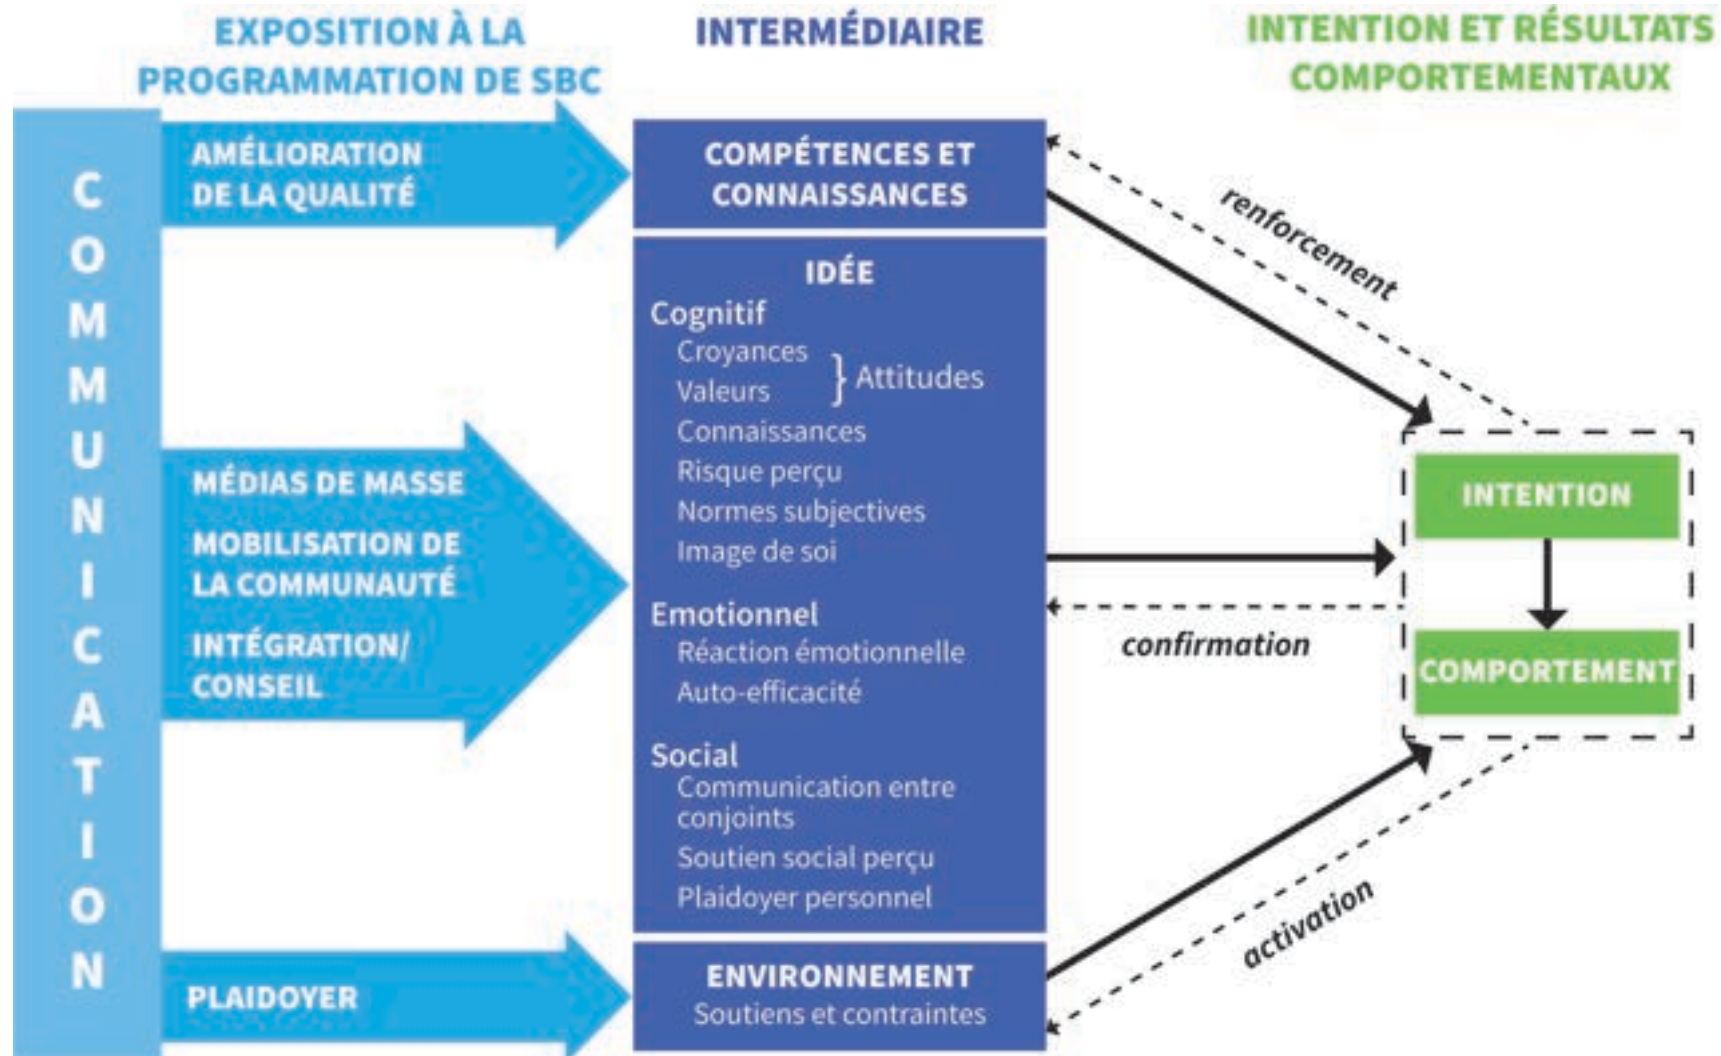 EXPOSITION À LA
PROGRAMMATION DE SBC
INTERMÉDIAIRE
INTENTION ET RÉSULTATS
COMPORTEMENTAUX
COMMUNICATION
AMÉLIORATION
DE LA QUALITÉ
MÉDIAS DE MASSE
MOBILISATION DE
LA COMMUNAUTÉ
INTÉGRATION/
CONSEIL
PLAIDOYER
COMPÉTENCES ET
CONNAISSANCES
IDÉE
Cognitif
Croyances
Valeurs
} Attitudes
Connaissances
Risque perçu
Normes subjectives
Image de soi
Emotionnel
Réaction émotionnelle
Auto-efficacité
Social
Communication entre
conjoints
Soutien social perçu
Plaidoyer personnel
ENVIRONNEMENT
Soutiens et contraintes
renforcement
confirmation
activation
INTENTION
COMPORTEMENT